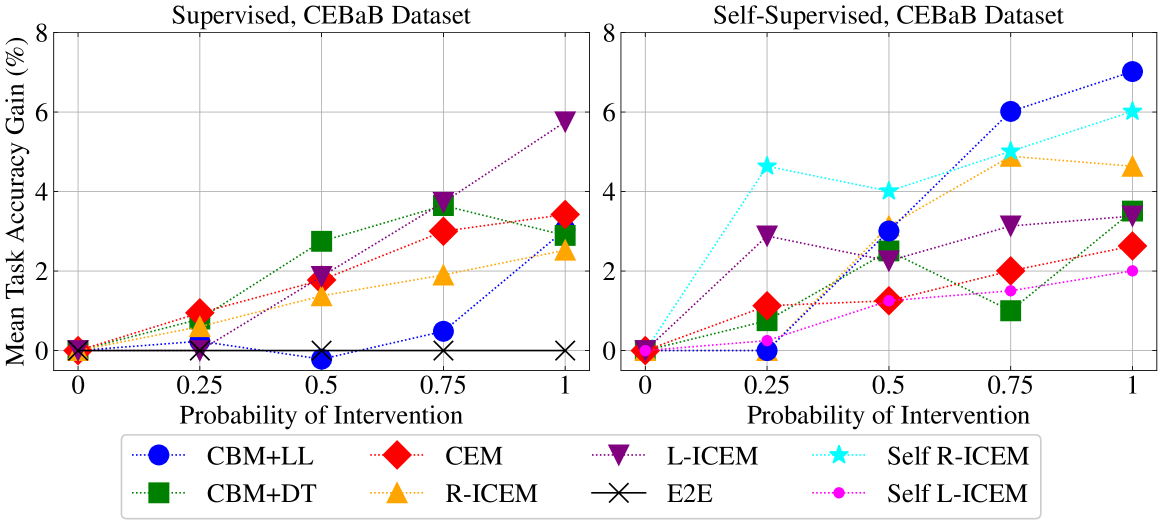 Supervised, CEBaB Dataset
Self-Supervised, CEBaB Dataset
Mean Task Accuracy Gain (%)
8
6
4
2
0
0 0.25 0.5 0.75 1
Probability of Intervention
8
6
4
2
0
0 0.25 0.5 0.75 1
Probability of Intervention
CBM+LL CEM L-ICEM Self R-ICEM
CBM+DT R-ICEM E2E Self L-ICEM